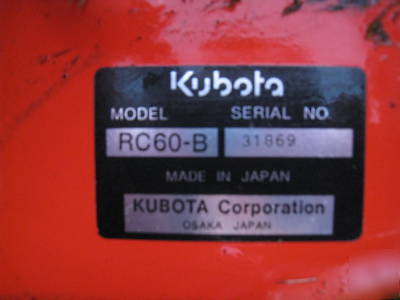 Kubota
MODEL SERIAL NO
RC60-B 31869
MADE IN JAPAN
KUBOTA Corporation
OSAKA JAPAN